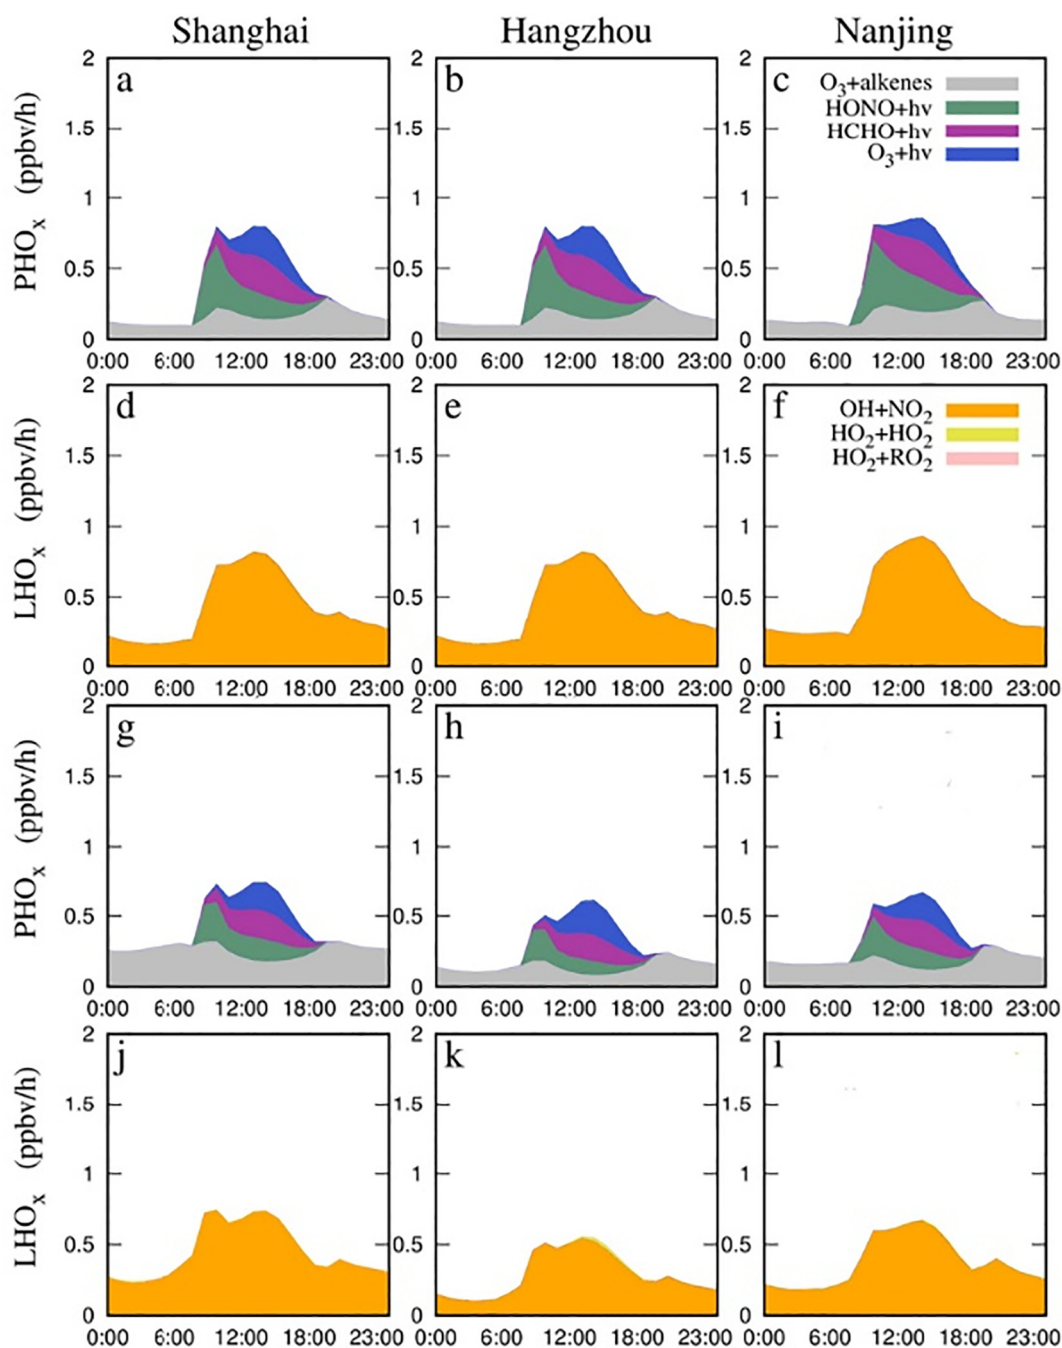 Shanghai Hangzhou Nanjing
a b c
O3+alkenes
HONO+hν
HCHO+hν
O3+hν
PHOx (ppbv/h)
2 2 2
1.5 1.5 1.5
1 1 1
0.5 0.5 0.5
0 0 0
0:00 6:00 12:00 18:00 23:00 0:00 6:00 12:00 18:00 23:00 0:00 6:00 12:00 18:00 23:00
d e f
OH+NO2
HO2+HO2
HO2+RO2
LHOx (ppbv/h)
2 2 2
1.5 1.5 1.5
1 1 1
0.5 0.5 0.5
0 0 0
0:00 6:00 12:00 18:00 23:00 0:00 6:00 12:00 18:00 23:00 0:00 6:00 12:00 18:00 23:00
g h i
PHOx (ppbv/h)
2 2 2
1.5 1.5 1.5
1 1 1
0.5 0.5 0.5
0 0 0
0:00 6:00 12:00 18:00 23:00 0:00 6:00 12:00 18:00 23:00 0:00 6:00 12:00 18:00 23:00
j k l
LHOx (ppbv/h)
2 2 2
1.5 1.5 1.5
1 1 1
0.5 0.5 0.5
0 0 0
0:00 6:00 12:00 18:00 23:00 0:00 6:00 12:00 18:00 23:00 0:00 6:00 12:00 18:00 23:00